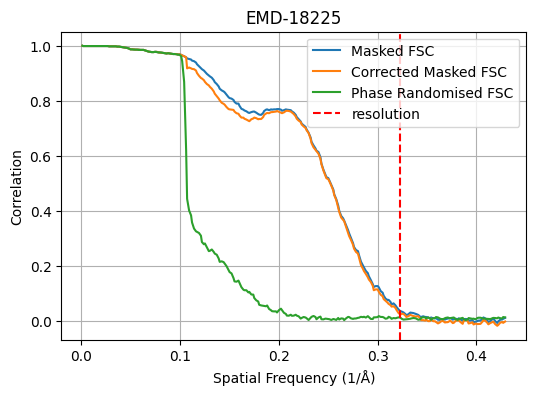 EMD-18225
Masked FSC
Corrected Masked FSC
Phase Randomised FSC
resolution
Correlation
1.0
0.8
0.6
0.4
0.2
0.0
0.0 0.1 0.2 0.3 0.4
Spatial Frequency (1/Å)